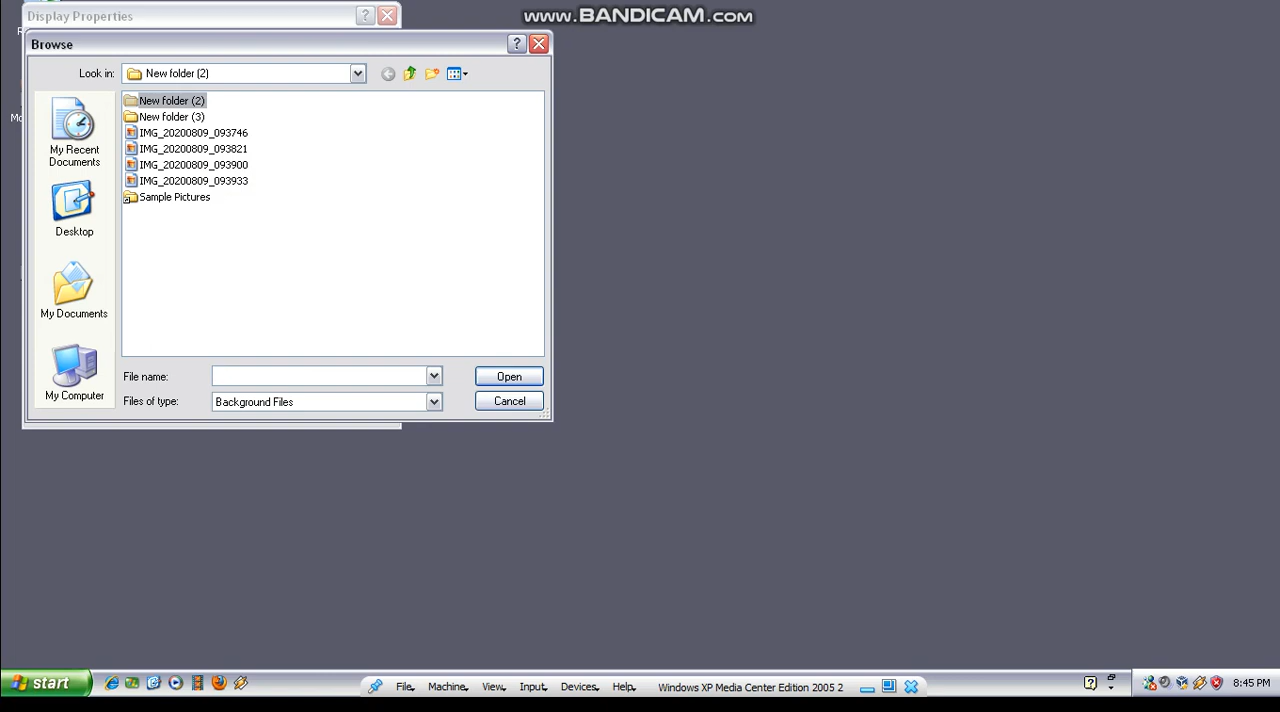 Display Properties
www.BANDICAM.com
Browse
Look in:
New folder (2)
New folder (2)
New folder (3)
IMG_20200809_093746
IMG_20200809_093821
IMG_20200809_093900
IMG_20200809_093933
Sample Pictures
My Recent
Documents
Desktop
My Documents
My Computer
File name:
Open
Files of type:
Background Files
Cancel
start
File
Machine
View
Input
Devices
Help
Windows XP Media Center Edition 2005 2
8:45 PM